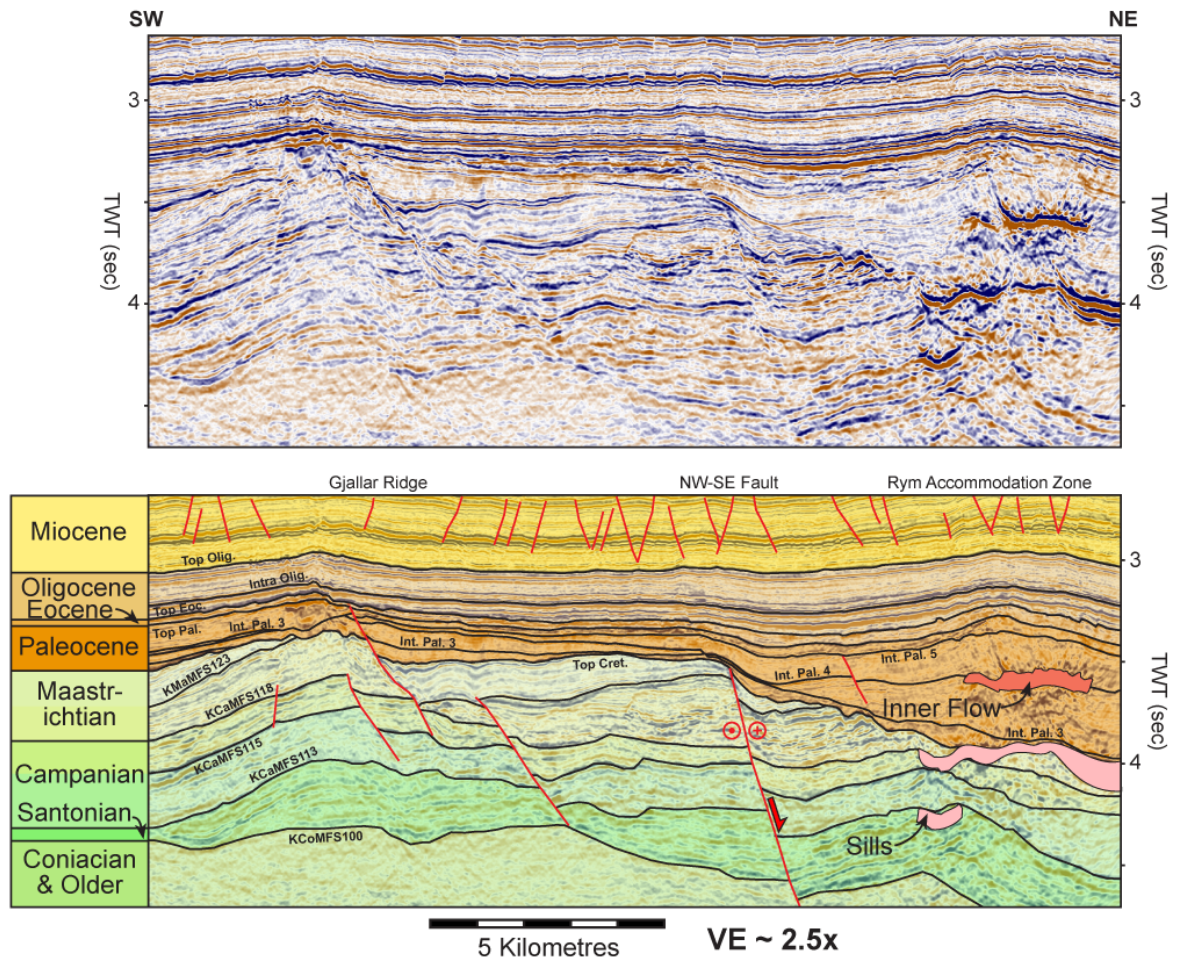 SW
NE
3
3
TWT (sec)
TWT (sec)
4
4
Gjallar Ridge
NW-SE Fault
Rym Accommodation Zone
Miocene
Top Olig.
3
Oligocene
Intra Olig.
Eocene
Top Eoc.
Top Pal.
Int. Pal. 3
Int. Pal. 3
Int. Pal. 5
Paleocene
Top Cret.
Int. Pal. 4
TWT (sec)
KMaMFS123
Maastr-
ichtian
KCaMFS118
Inner Flow
Int. Pal. 3
KCaMFS115
KCaMFS113
4
Campanian
Santonian
KCoMFS100
Sills
Coniacian
& Older
5 Kilometres
VE ~ 2.5x